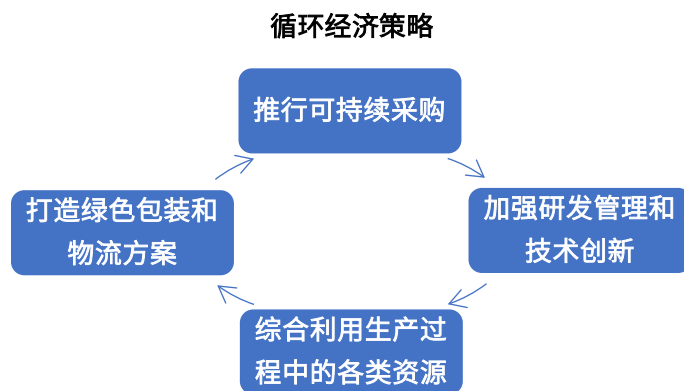 循环经济策略
推行可持续采购
打造绿色包装和
物流方案
加强研发管理和
技术创新
综合利用生产过
程中的各类资源